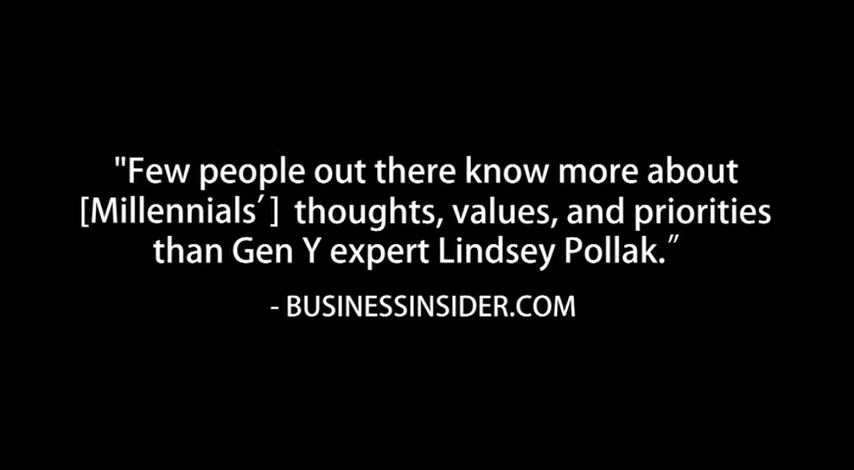 "Few people out there know more about
[Millennials’] thoughts, values, and priorities
than Gen Y expert Lindsey Pollak.”
- BUSINESSINSIDER.COM